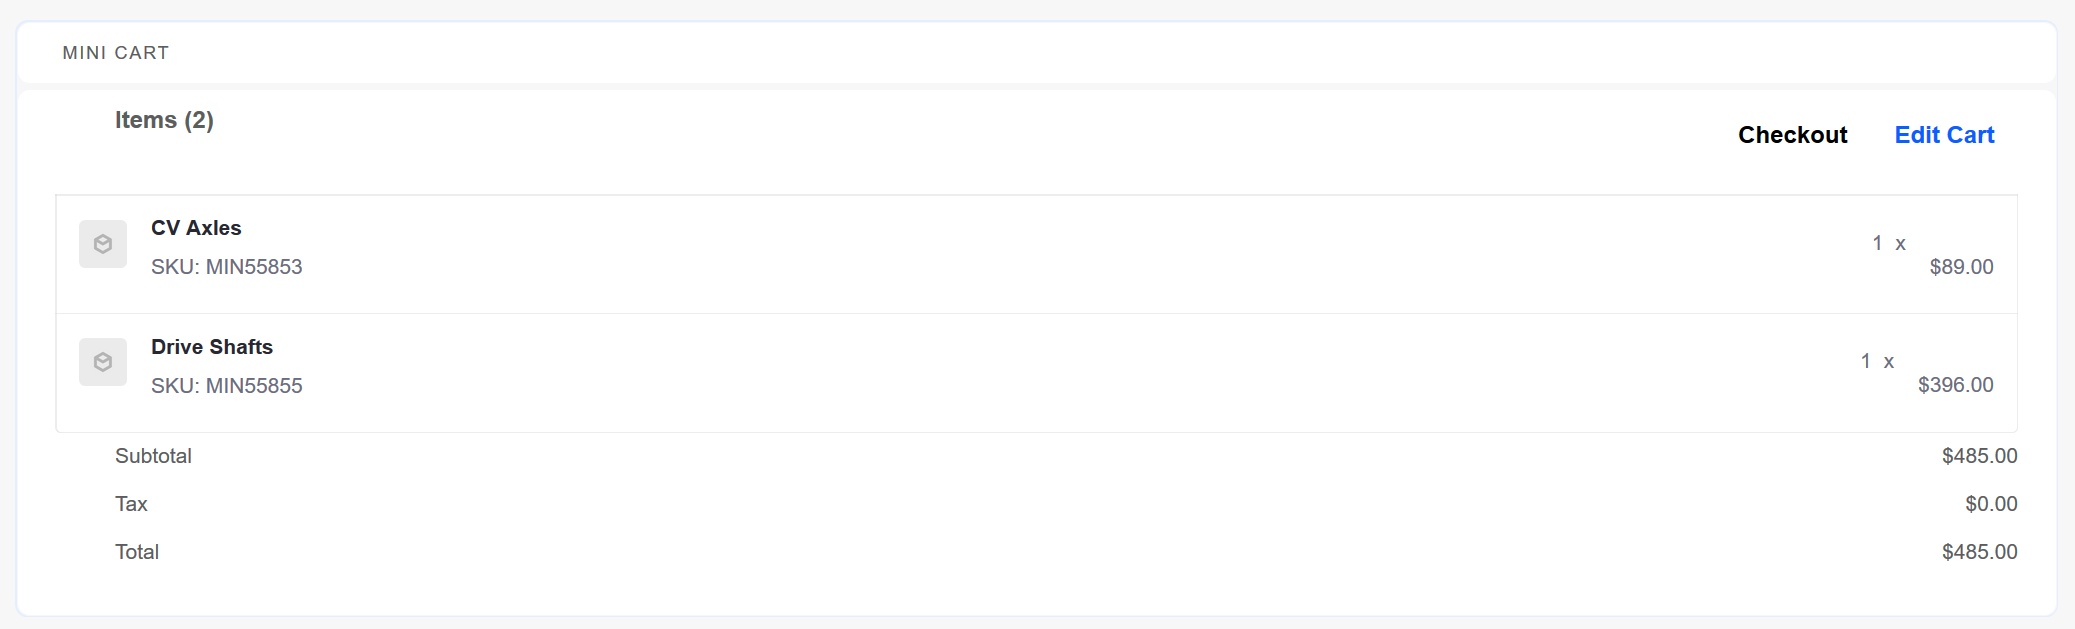 MINI CART
Items (2)
Checkout Edit Cart
CV Axles
SKU: MIN55853
1 x
$89.00
Drive Shafts
SKU: MIN55855
1 x
$396.00
Subtotal $485.00
Tax $0.00
Total $485.00